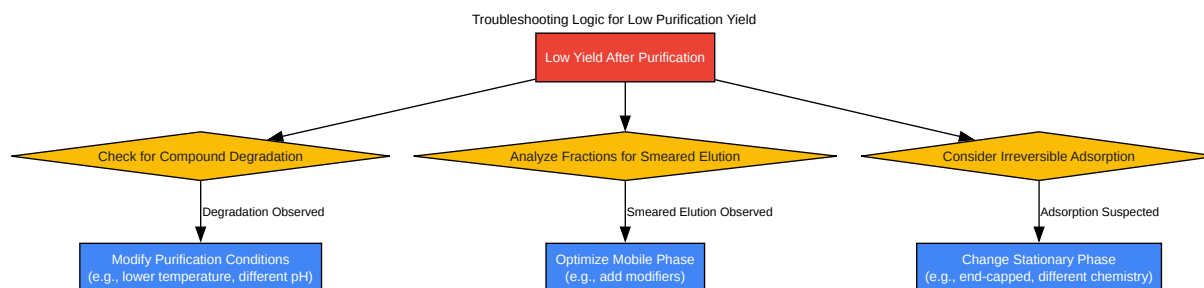 Troubleshooting Logic for Low Purification Yield
Low Yield After Purification
Check for Compound Degradation
Analyze Fractions for Smeared Elution
Consider Irreversible Adsorption
Degradation Observed
Smeared Elution Observed
Adsorption Suspected
Modify Purification Conditions
(e.g., lower temperature, different pH)
Optimize Mobile Phase
(e.g., add modifiers)
Change Stationary Phase
(e.g., end-capped, different chemistry)